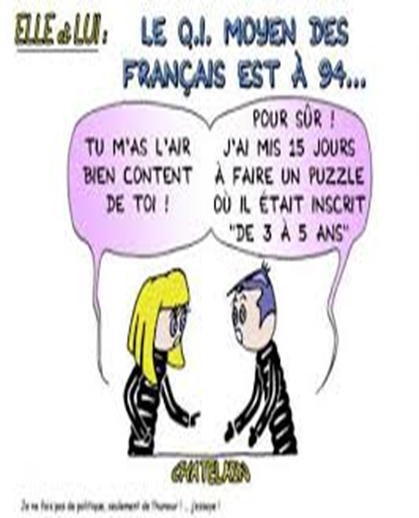 ELLE et LUI :
LE Q.I. MOYEN DES
FRANÇAIS EST À 94...
TU M'AS L'AIR
BIEN CONTENT
DE TOI !
POUR SÛR !
J'AI MIS 15 JOURS
À FAIRE UN PUZZLE
OÙ IL ÉTAIT INSCRIT
"DE 3 À 5 ANS"
CHATELAIN
Je ne fais pas de politique, seulement de l'humour ! ... j'essaye !